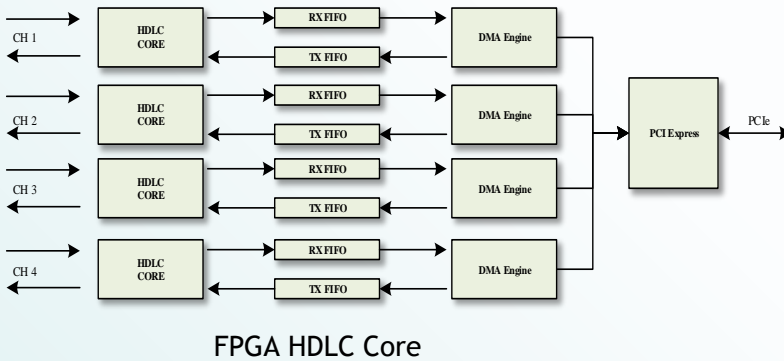 RX FIFO
CH 1
HDLC
CORE
DMA Engine
TX FIFO
RX FIFO
CH 2
HDLC
CORE
DMA Engine
TX FIFO
PCI Express
PCIe
RX FIFO
CH 3
HDLC
CORE
DMA Engine
TX FIFO
RX FIFO
CH 4
HDLC
CORE
DMA Engine
TX FIFO
FPGA HDLC Core